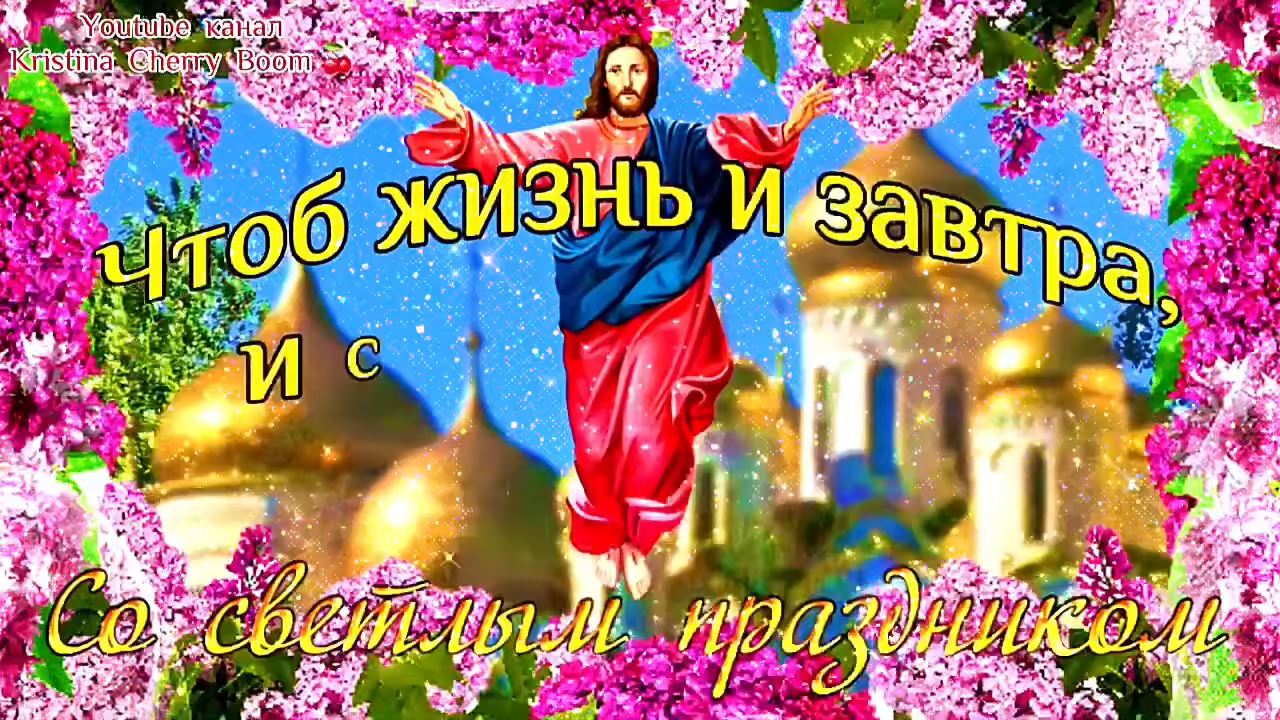 Youtube канал
Kristina Cherry Boom
Чтоб жизнь и завтра,
и с
Со светлым праздником